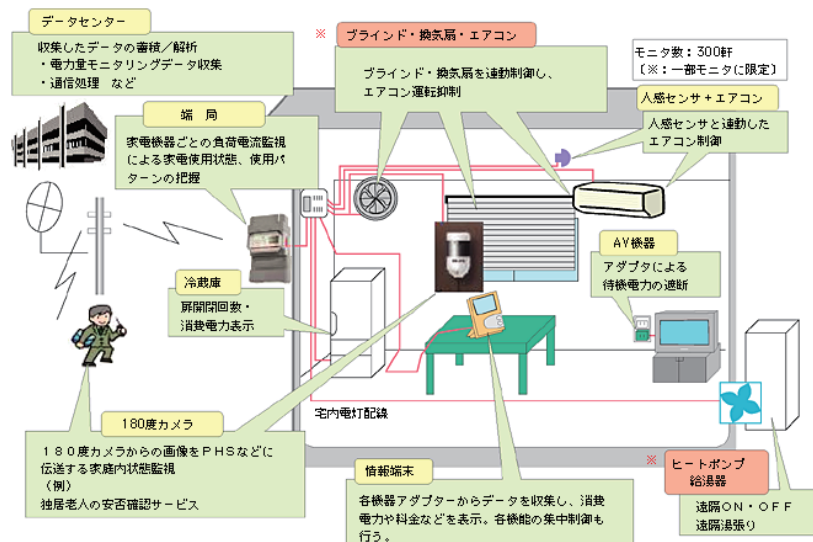 データセンター
収集したデータの蓄積／解析
・電力量モニタリングデータ収集
・通信処理 など
※ ブラインド・換気扇・エアコン
ブラインド・換気扇を連動制御し、
エアコン運転抑制
モニタ数：300軒
〔※：一部モニタに限定〕
人感センサ＋エアコン
人感センサと連動した
エアコン制御
端 局
家電機器ごとの負荷電流監視
による家電使用状態、使用パ
ターンの把握
冷蔵庫
扉開閉回数・
消費電力表示
AV機器
アダプタによる
待機電力の遮断
宅内電灯配線
180度カメラ
１８０度カメラからの画像をＰＨＳなどに
伝送する家庭内状態監視
（例）
独居老人の安否確認サービス
情報端末
各機器アダプターからデータを収集し、消費
電力や料金などを表示。各機能の集中制御も
行う。
※ ヒートポンプ
給湯器
遠隔ＯＮ・ＯＦＦ
遠隔湯張り